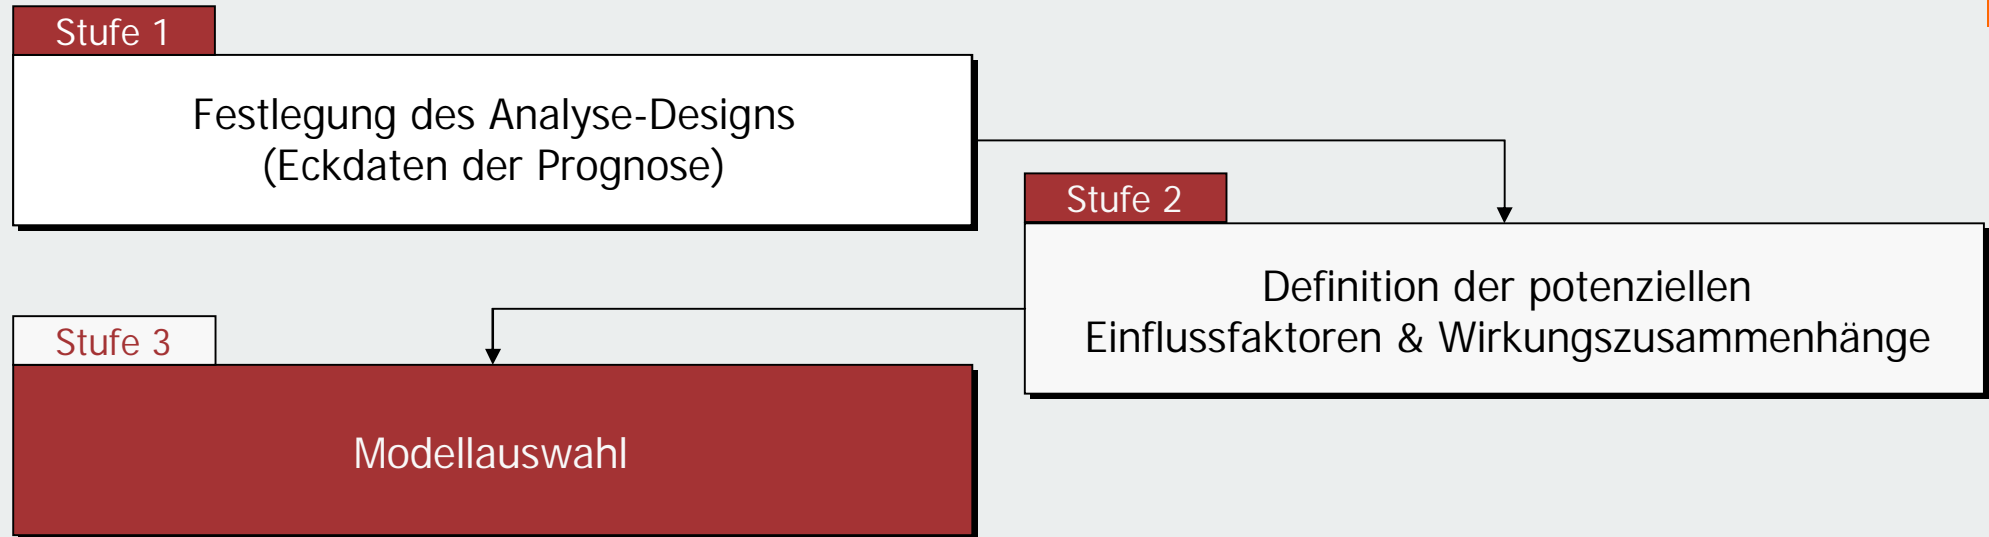 Stufe 1
Festlegung des Analyse-Designs
(Eckdaten der Prognose)
Stufe 2
Definition der potenziellen
Einflussfaktoren & Wirkungszusammenhänge
Stufe 3
Modellauswahl